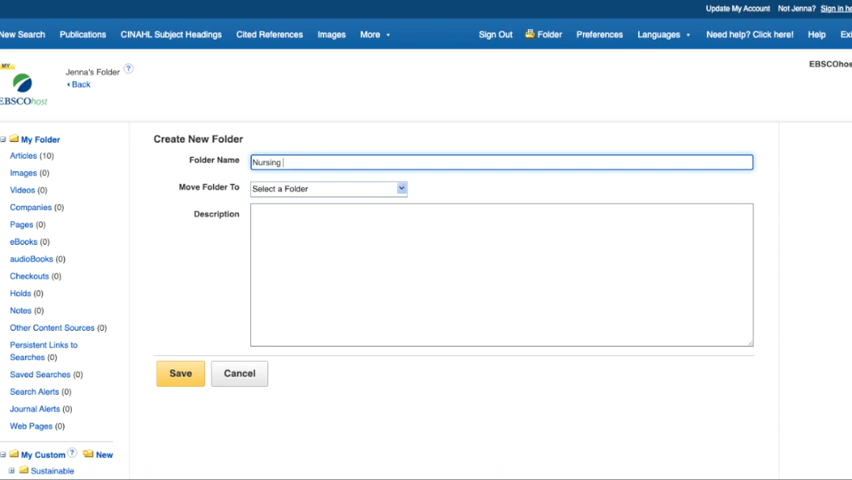 Update My Account Not Jenna? Sign in
New Search Publications CINAHL Subject Headings Cited References Images More Sign Out Folder Preferences Languages Need help? Click here! Help
MY
EBSCOhost
Jenna's Folder ?
Back
My Folder
Articles (10)
Images (0)
Videos (0)
Companies (0)
Pages (0)
eBooks (0)
audioBooks (0)
Checkouts (0)
Holds (0)
Notes (0)
Other Content Sources (0)
Persistent Links to
Searches (0)
Saved Searches (0)
Search Alerts (0)
Journal Alerts (0)
Web Pages (0)
My Custom ? New
Sustainable
Create New Folder
Folder Name Nursing
Move Folder To Select a Folder
Description
Save Cancel